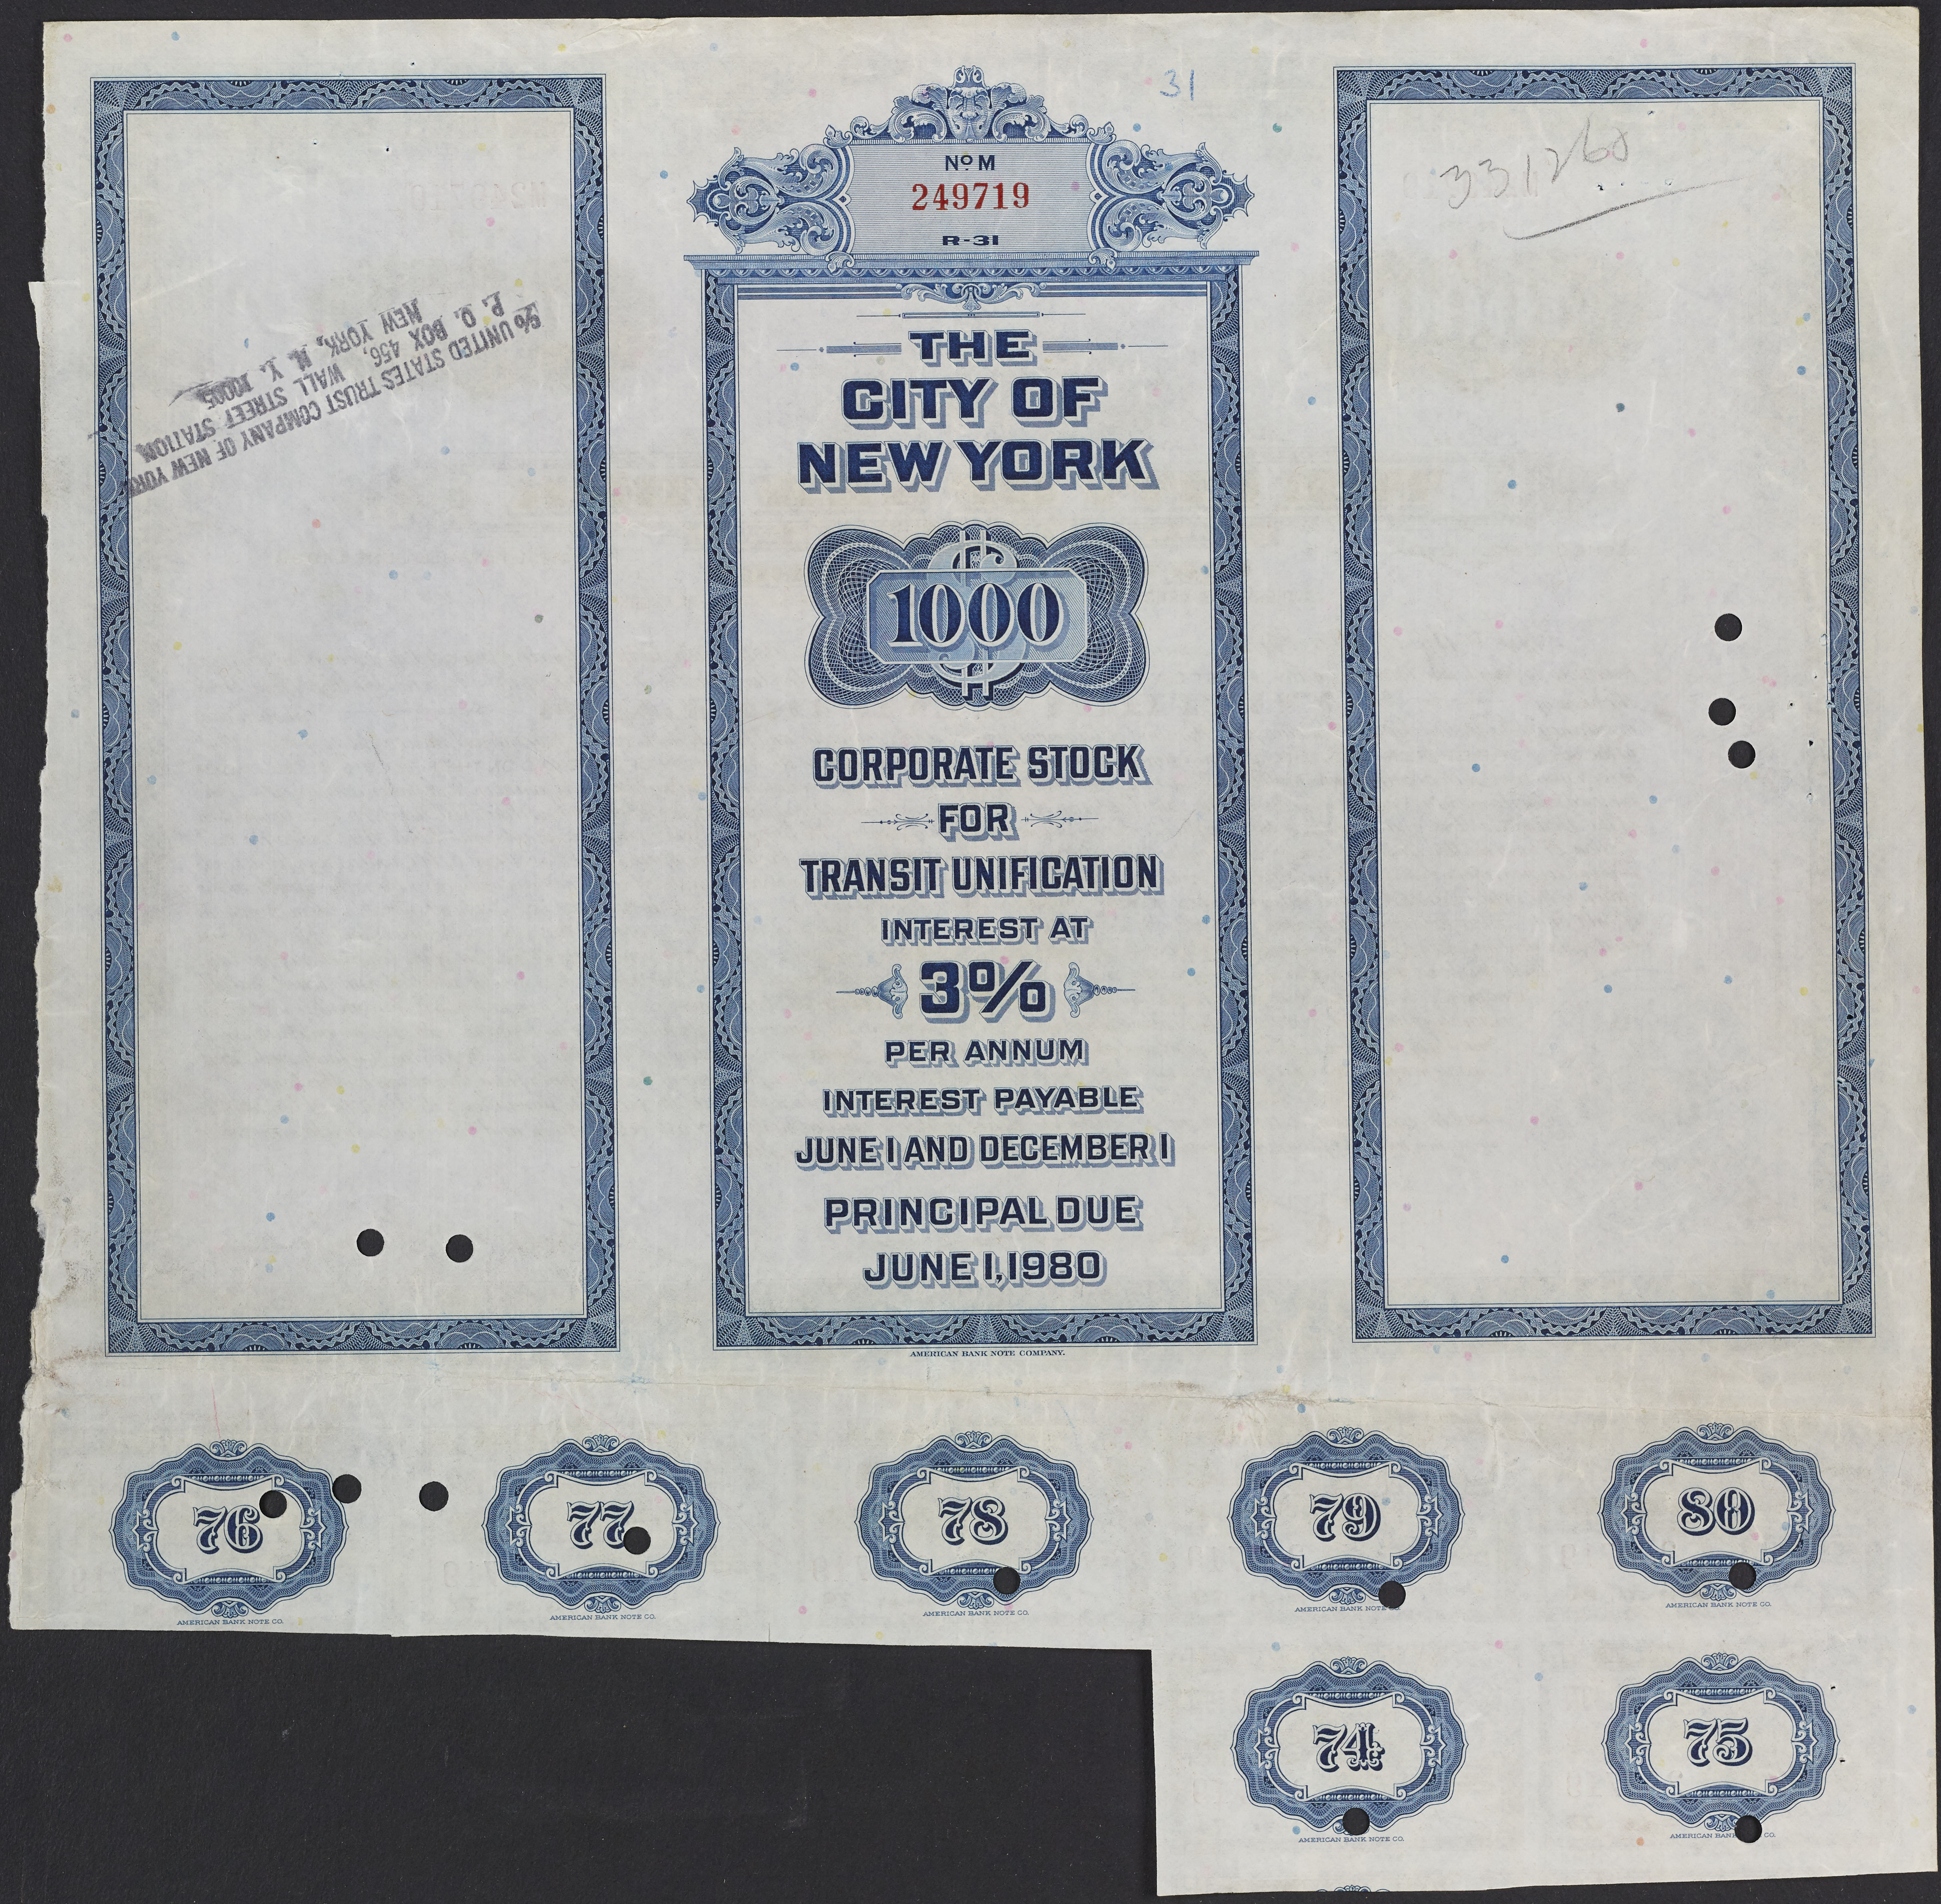 31
No M
249719
R-31
331260
% UNITED STATES TRUST COMPANY OF NEW YORK
P. O. BOX 456, WALL STREET STATION,
NEW YORK, N. Y. 10005
THE
CITY OF
NEW YORK
$
1000
CORPORATE STOCK
FOR
TRANSIT UNIFICATION
INTEREST AT
3%
PER ANNUM
INTEREST PAYABLE
JUNE 1 AND DECEMBER 1
PRINCIPAL DUE
JUNE 1, 1980
AMERICAN BANK NOTE COMPANY.
76
AMERICAN BANK NOTE CO.
77
AMERICAN BANK NOTE CO.
78
AMERICAN BANK NOTE CO.
79
AMERICAN BANK NOTE CO.
80
AMERICAN BANK NOTE CO.
74
AMERICAN BANK NOTE CO.
75
AMERICAN BANK CO.